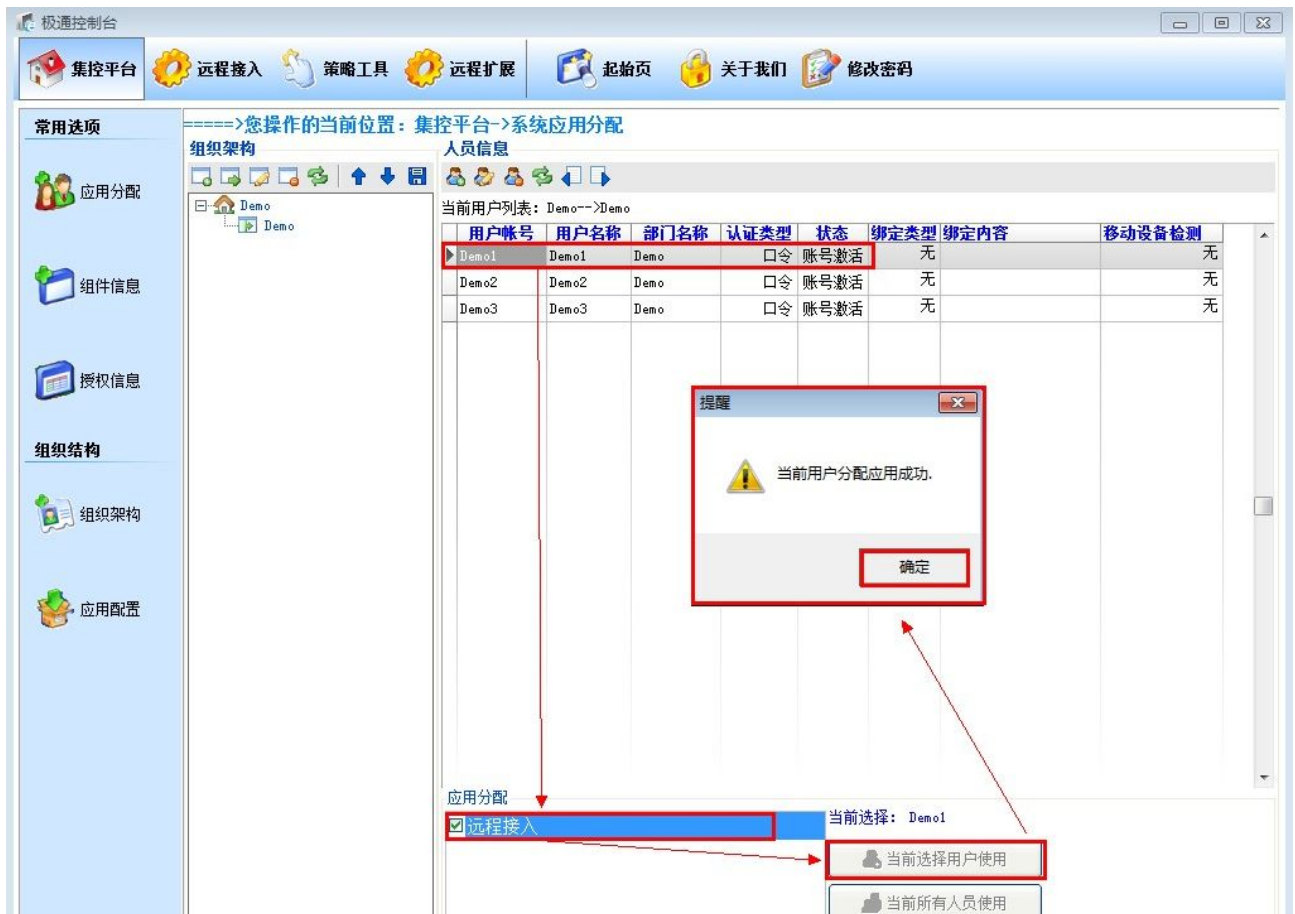 极通控制台
集控平台 远程接入 策略工具 远程扩展 起始页 关于我们 修改密码
常用选项
应用分配
组件信息
授权信息
组织结构
组织架构
应用配置
=====>您操作的当前位置：集控平台->系统应用分配
组织架构
Demo
Demo
人员信息
当前用户列表：Demo-->Demo
用户帐号 用户名称 部门名称 认证类型 状态 绑定类型 绑定内容 移动设备检测
Demo1 Demo1 Demo 口令 账号激活 无 无
Demo2 Demo2 Demo 口令 账号激活 无 无
Demo3 Demo3 Demo 口令 账号激活 无 无
提醒
当前用户分配应用成功.
确定
应用分配
远程接入
当前选择： Demo1
当前选择用户使用
当前所有人员使用